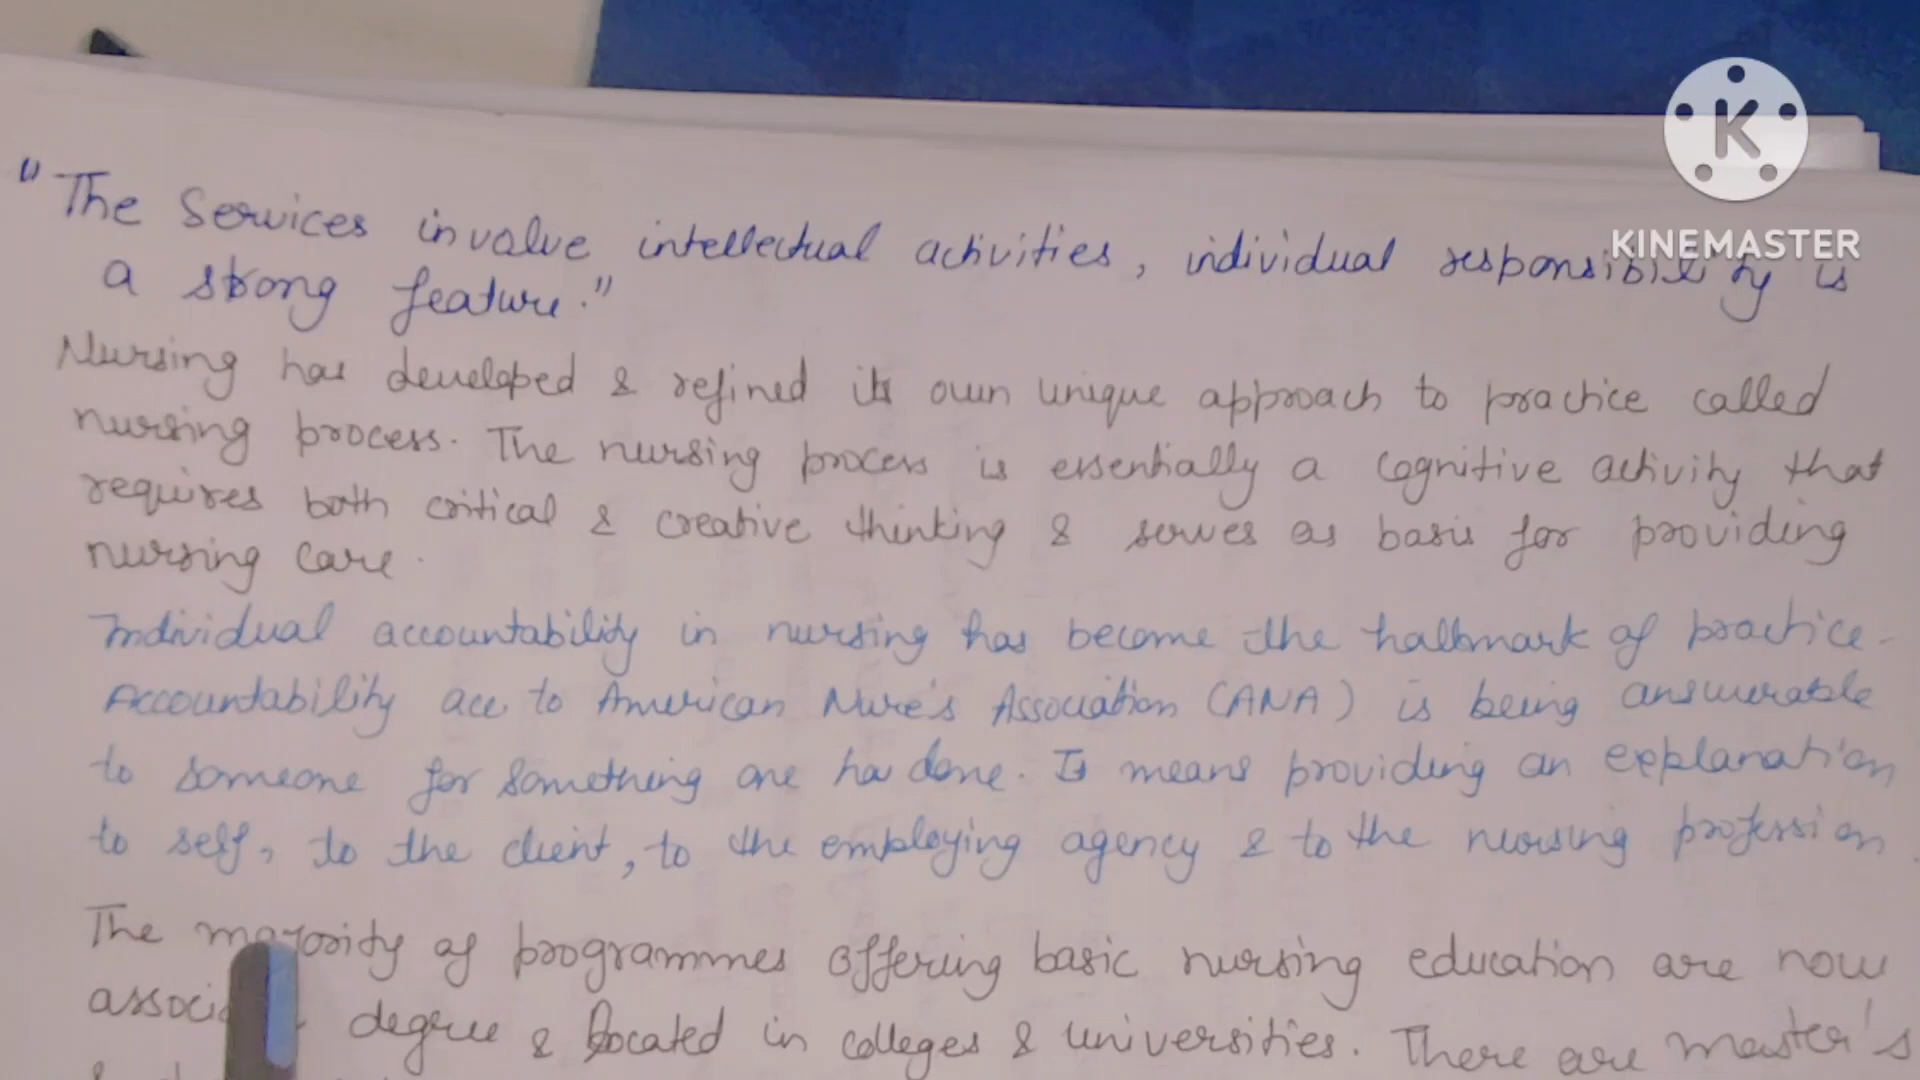 "The Services involve intellectual activities, individual responsibility is
a strong feature."
Nursing has developed & refined its own unique approach to practice called
nursing process. The nursing process is essentially a cognitive activity that
requires both critical & creative thinking & serves as basis for providing
nursing care.
Individual accountability in nursing has become the hallmark of practice.
Accountability acc to American Nurse's Association (ANA) is being answerable
to someone for something one has done. It means providing an explanation
to self, to the client, to the employing agency & to the nursing profession.
The majority of programmes offering basic nursing education are now
degree & located in colleges & universities. There are master's
K
KINEMASTER